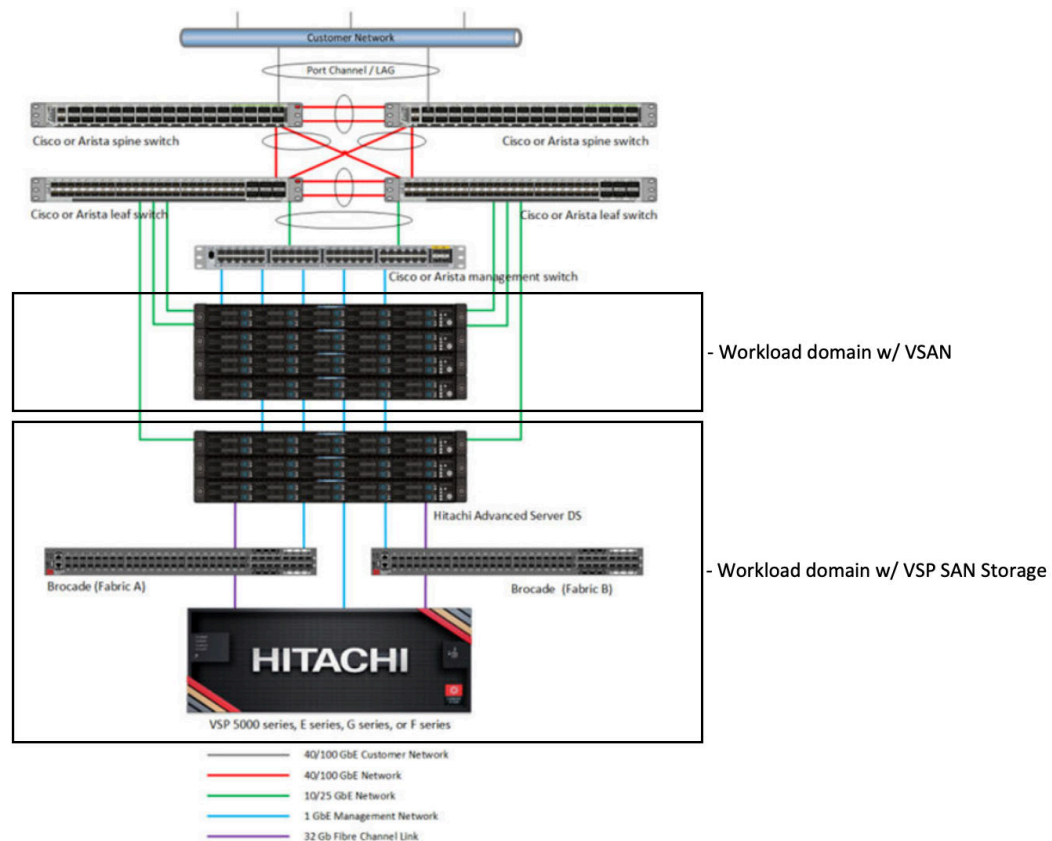 Customer Network
Port Channel / LAG
Cisco or Arista spine switch
Cisco or Arista spine switch
Cisco or Arista leaf switch
Cisco or Arista leaf switch
Cisco or Arista management switch
- Workload domain w/ VSAN
Hitachi Advanced Server DS
Brocade (Fabric A)
Brocade (Fabric B)
- Workload domain w/ VSP SAN Storage
HITACHI
VSP 5000 series, E series, G series, or F series
40/100 GbE Customer Network
40/100 GbE Network
10/25 GbE Network
1 GbE Management Network
32 Gb Fibre Channel Link